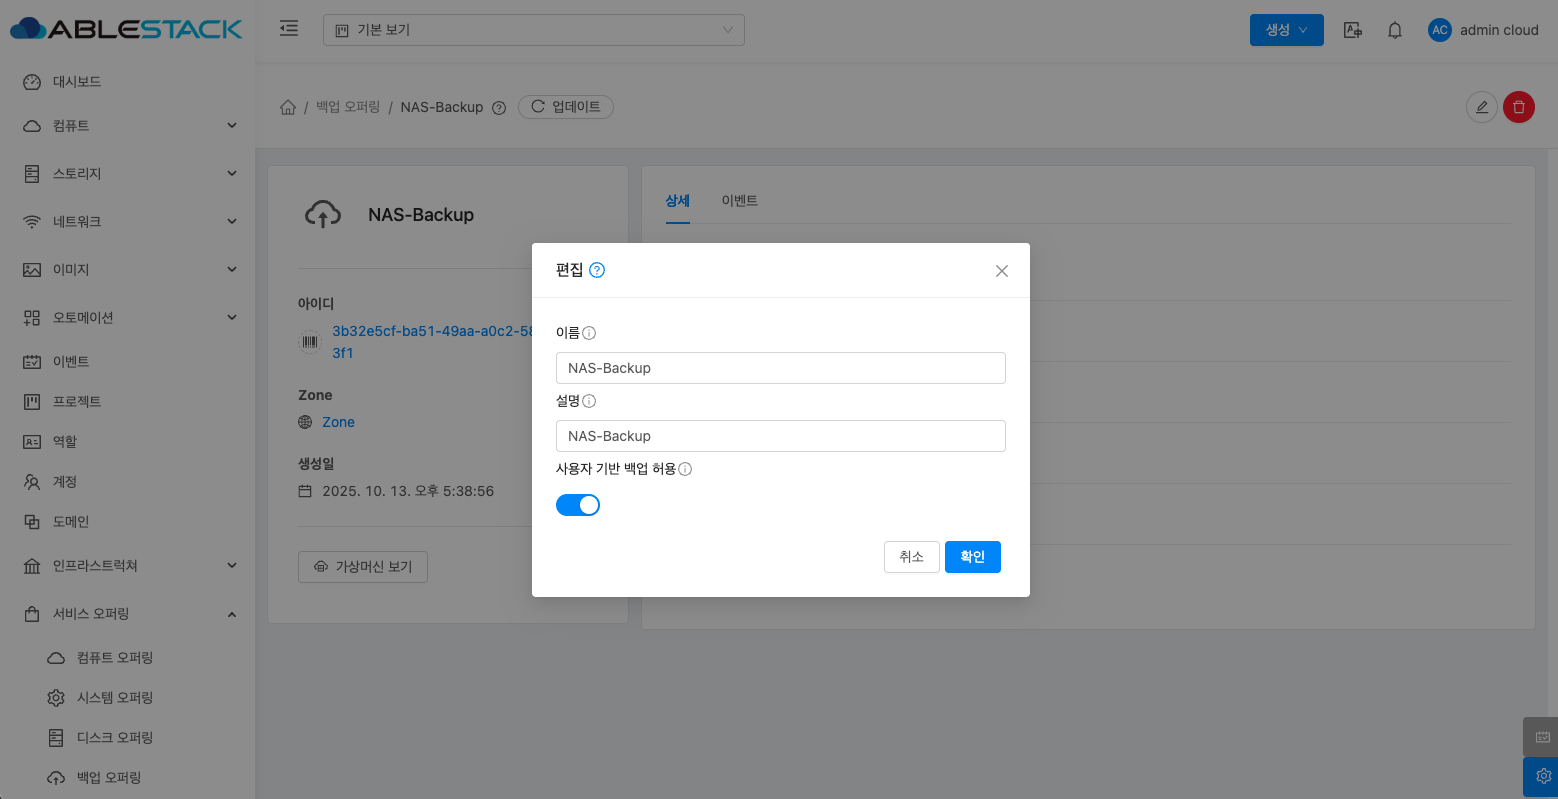 ABLESTACK
기본 보기
생성
AC
admin cloud
대시보드
컴퓨트
스토리지
네트워크
이미지
오토메이션
이벤트
프로젝트
역할
계정
도메인
인프라스트럭쳐
서비스 오퍼링
컴퓨트 오퍼링
시스템 오퍼링
디스크 오퍼링
백업 오퍼링
/ 백업 오퍼링 / NAS-Backup
업데이트
NAS-Backup
아이디
3b32e5cf-ba51-49aa-a0c2-58
3f1
Zone
Zone
생성일
2025. 10. 13. 오후 5:38:56
가상머신 보기
상세
이벤트
편집
이름
NAS-Backup
설명
NAS-Backup
사용자 기반 백업 허용
취소
확인